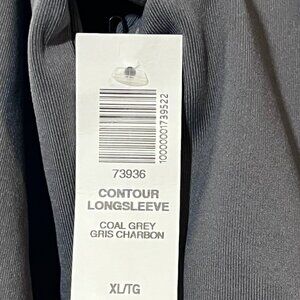 10000001739522
73936
CONTOUR
LONGSLEEVE
COAL GREY
GRIS CHARBON
XL/TG